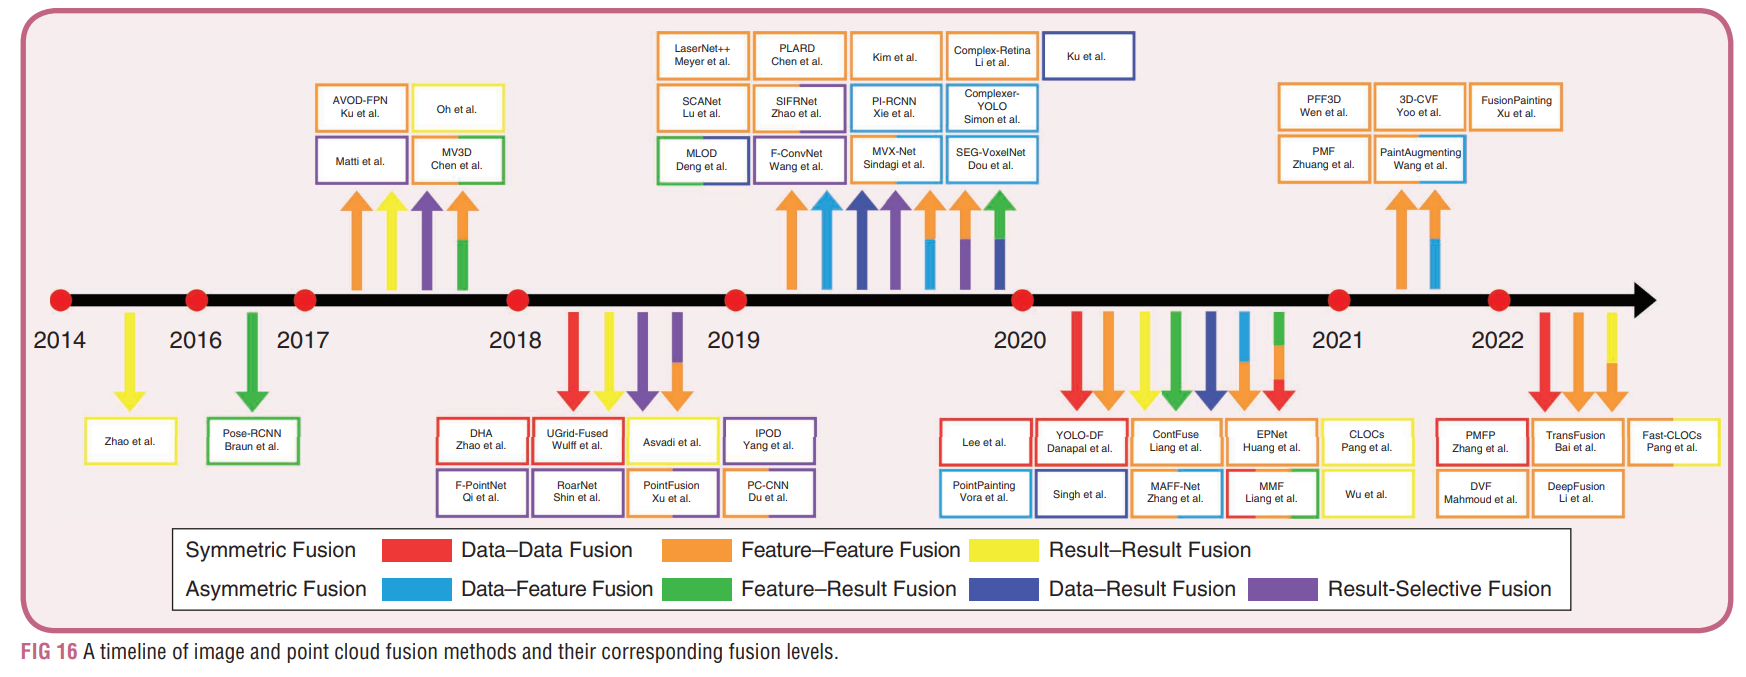 LaserNet++
Meyer et al.
PLARD
Chen et al.
Kim et al.
Complex-Retina
Li et al.
Ku et al.
SCANet
Lu et al.
SIFRNet
Zhao et al.
PI-RCNN
Xie et al.
Complexer-
YOLO
Simon et al.
MLOD
Deng et al.
F-ConvNet
Wang et al.
MVX-Net
Sindagi et al.
SEG-VoxelNet
Dou et al.
AVOD-FPN
Ku et al.
Oh et al.
Matti et al.
MV3D
Chen et al.
PFF3D
Wen et al.
3D-CVF
Yoo et al.
FusionPainting
Xu et al.
PMF
Zhuang et al.
PaintAugmenting
Wang et al.
2014
2016
2017
2018
2019
2020
2021
2022
Zhao et al.
Pose-RCNN
Braun et al.
DHA
Zhao et al.
UGrid-Fused
Wulff et al.
Asvadi et al.
IPOD
Yang et al.
F-PointNet
Qi et al.
RoarNet
Shin et al.
PointFusion
Xu et al.
PC-CNN
Du et al.
Lee et al.
YOLO-DF
Danapal et al.
ContFuse
Liang et al.
EPNet
Huang et al.
CLOCs
Pang et al.
PointPainting
Vora et al.
Singh et al.
MAFF-Net
Zhang et al.
MMF
Liang et al.
Wu et al.
PMFP
Zhang et al.
TransFusion
Bai et al.
Fast-CLOCs
Pang et al.
DVF
Mahmoud et al.
DeepFusion
Li et al.
Symmetric Fusion
Data–Data Fusion
Feature–Feature Fusion
Result–Result Fusion
Asymmetric Fusion
Data–Feature Fusion
Feature–Result Fusion
Data–Result Fusion
Result-Selective Fusion
FIG 16 A timeline of image and point cloud fusion methods and their corresponding fusion levels.